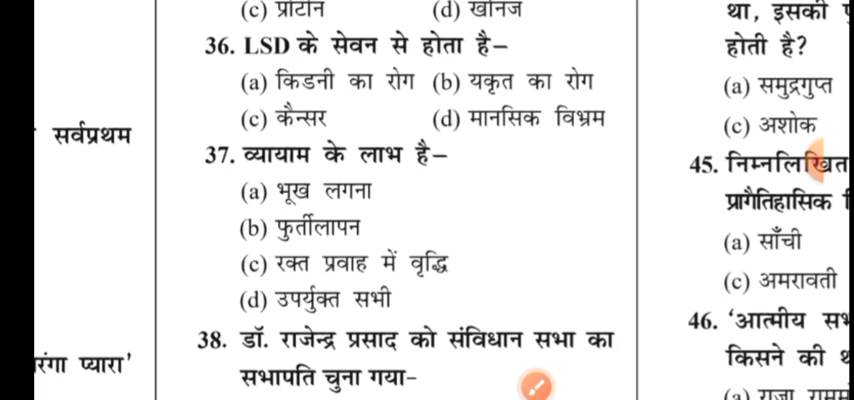 (c) प्रोटीन (d) खनिज
36. LSD के सेवन से होता है–
(a) किडनी का रोग (b) यकृत का रोग
(c) कैन्सर (d) मानसिक विभ्रम
37. व्यायाम के लाभ है–
(a) भूख लगना
(b) फुर्तीलापन
(c) रक्त प्रवाह में वृद्धि
(d) उपर्युक्त सभी
38. डॉ. राजेन्द्र प्रसाद को संविधान सभा का
सभापति चुना गया-
सर्वप्रथम
प्यारा'
था, इसकी
होती है?
(a) समुद्रगुप्त
(c) अशोक
45. निम्नलिखित
प्रागैतिहासिक
(a) साँची
(c) अमरावती
46. ‘आत्मीय
किसने की
(a) राजा